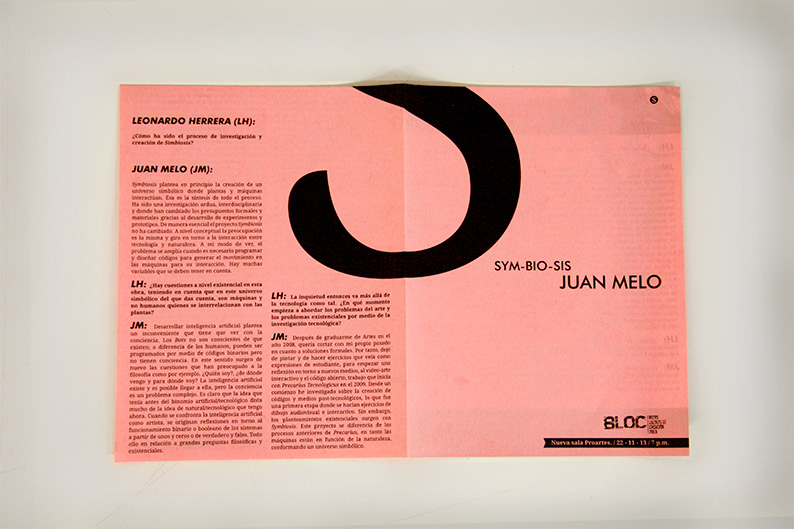 LEONARDO HERRERA (LH):
¿Cómo ha sido el proceso de investigación y
creación de Simbiosis?
JUAN MELO (JM):
Symbiosis plantea en principio la creación de un
universo simbólico donde plantas y máquinas
interactúan. Esa es la síntesis de todo el proceso.
Ha sido una investigación ardua, interdisciplinaria
y donde han cambiado los presupuestos formales y
materiales gracias al desarrollo de experimentos y
prototipos. De manera esencial el proyecto Symbiosis
no ha cambiado. A nivel conceptual la preocupación
es la misma y gira en torno a la interacción entre
tecnología y naturaleza. A mi modo de ver, el
problema se amplía cuando es necesario programar
y diseñar códigos para generar el movimiento en
las máquinas para su interacción. Hay muchas
variables que se deben tener en cuenta.
LH: ¿Hay cuestiones a nivel existencial en esta
obra, teniendo en cuenta que en este universo
simbólico del que das cuenta, son máquinas y
no humanos quienes se interrelacionan con las
plantas?
JM: Desarrollar inteligencia artificial plantea
un inconveniente que tiene que ver con la
conciencia. Los Bots no son conscientes de que
existen, a diferencia de los humanos, pueden ser
programados por medio de códigos binarios pero
no tienen conciencia. En este sentido surgen de
nuevo las cuestiones que han preocupado a la
filosofía como por ejemplo, ¿Quién soy?, ¿de dónde
vengo y para dónde voy? La inteligencia artificial
existe y es posible llegar a ella, pero la conciencia
es un problema complejo. Es claro que la idea que
tenía antes del binomio artificial/tecnológico dista
mucho de la idea de natural/tecnológico que tengo
ahora. Cuando se confronta la inteligencia artificial
como artista, se originan reflexiones en torno al
funcionamiento binario o booleano de los sistemas
a partir de unos y ceros o de verdadero y falso. Todo
ello en relación a grandes preguntas filosóficas y
existenciales.
LH: La inquietud entonces va más allá de
la tecnología como tal. ¿En qué momento
empieza a abordar los problemas del arte y
los problemas existenciales por medio de la
investigación tecnológica?
JM: Después de graduarme de Artes en el
año 2008, quería cortar con mi propio pasado
en cuanto a soluciones formales. Por tanto, dejé
de pintar y de hacer ejercicios que veía como
expresiones de estudiante, para empezar una
reflexión en torno a nuevos medios, al video-arte
interactivo y el código abierto, trabajo que inicia
con Precarius Tecnologicus en el 2009. Desde un
comienzo he investigado sobre la creación de
código y medios post-tecnológicos, lo que fue
una primera etapa donde se hacían ejercicios de
dibujos audiovisual e interactivo. Sin embargo,
los planteamientos existenciales surgen con
Symbiosis. Este proyecto se diferencia de los
procesos anteriores de Precarius, en tanto las
máquinas están en función de la naturaleza,
conformando un universo simbólico.
S
SYM-BIO-SIS
JUAN MELO
BLOC
Nueva sala Proartes. / 22 - 11 - 13 / 7 p.m.